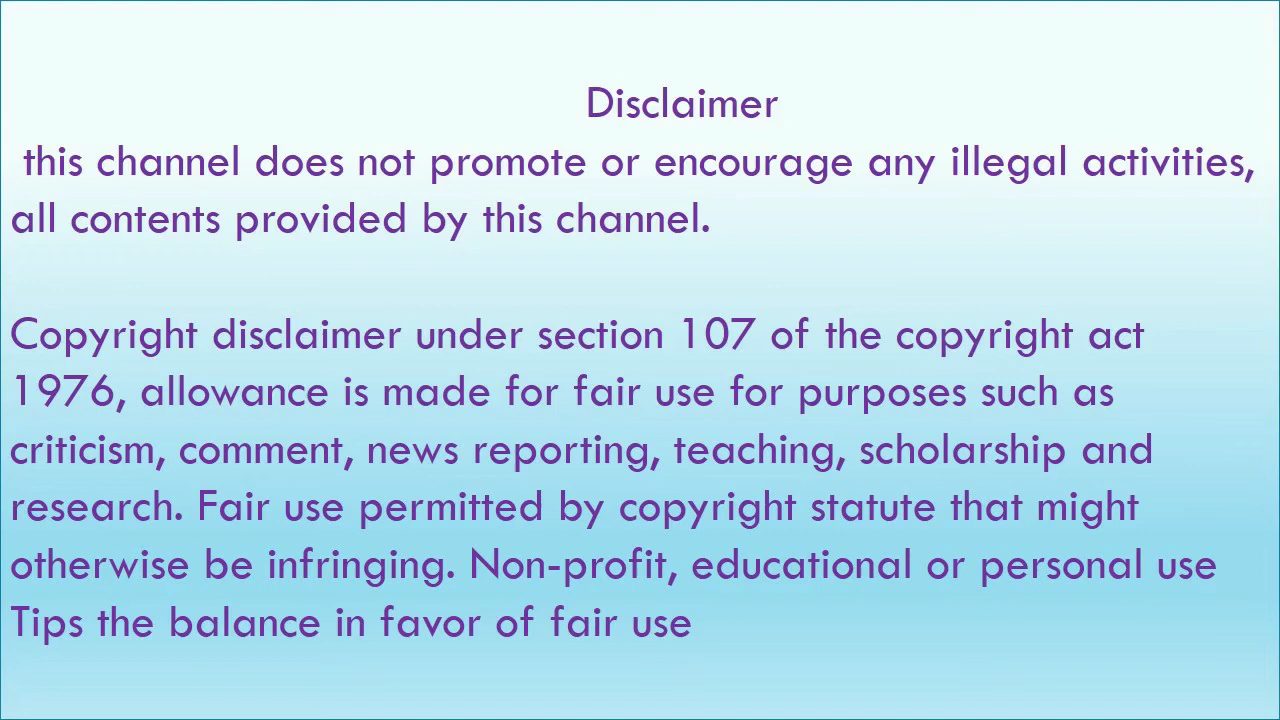 Disclaimer
this channel does not promote or encourage any illegal activities,
all contents provided by this channel.
Copyright disclaimer under section 107 of the copyright act
1976, allowance is made for fair use for purposes such as
criticism, comment, news reporting, teaching, scholarship and
research. Fair use permitted by copyright statute that might
otherwise be infringing. Non-profit, educational or personal use
Tips the balance in favor of fair use